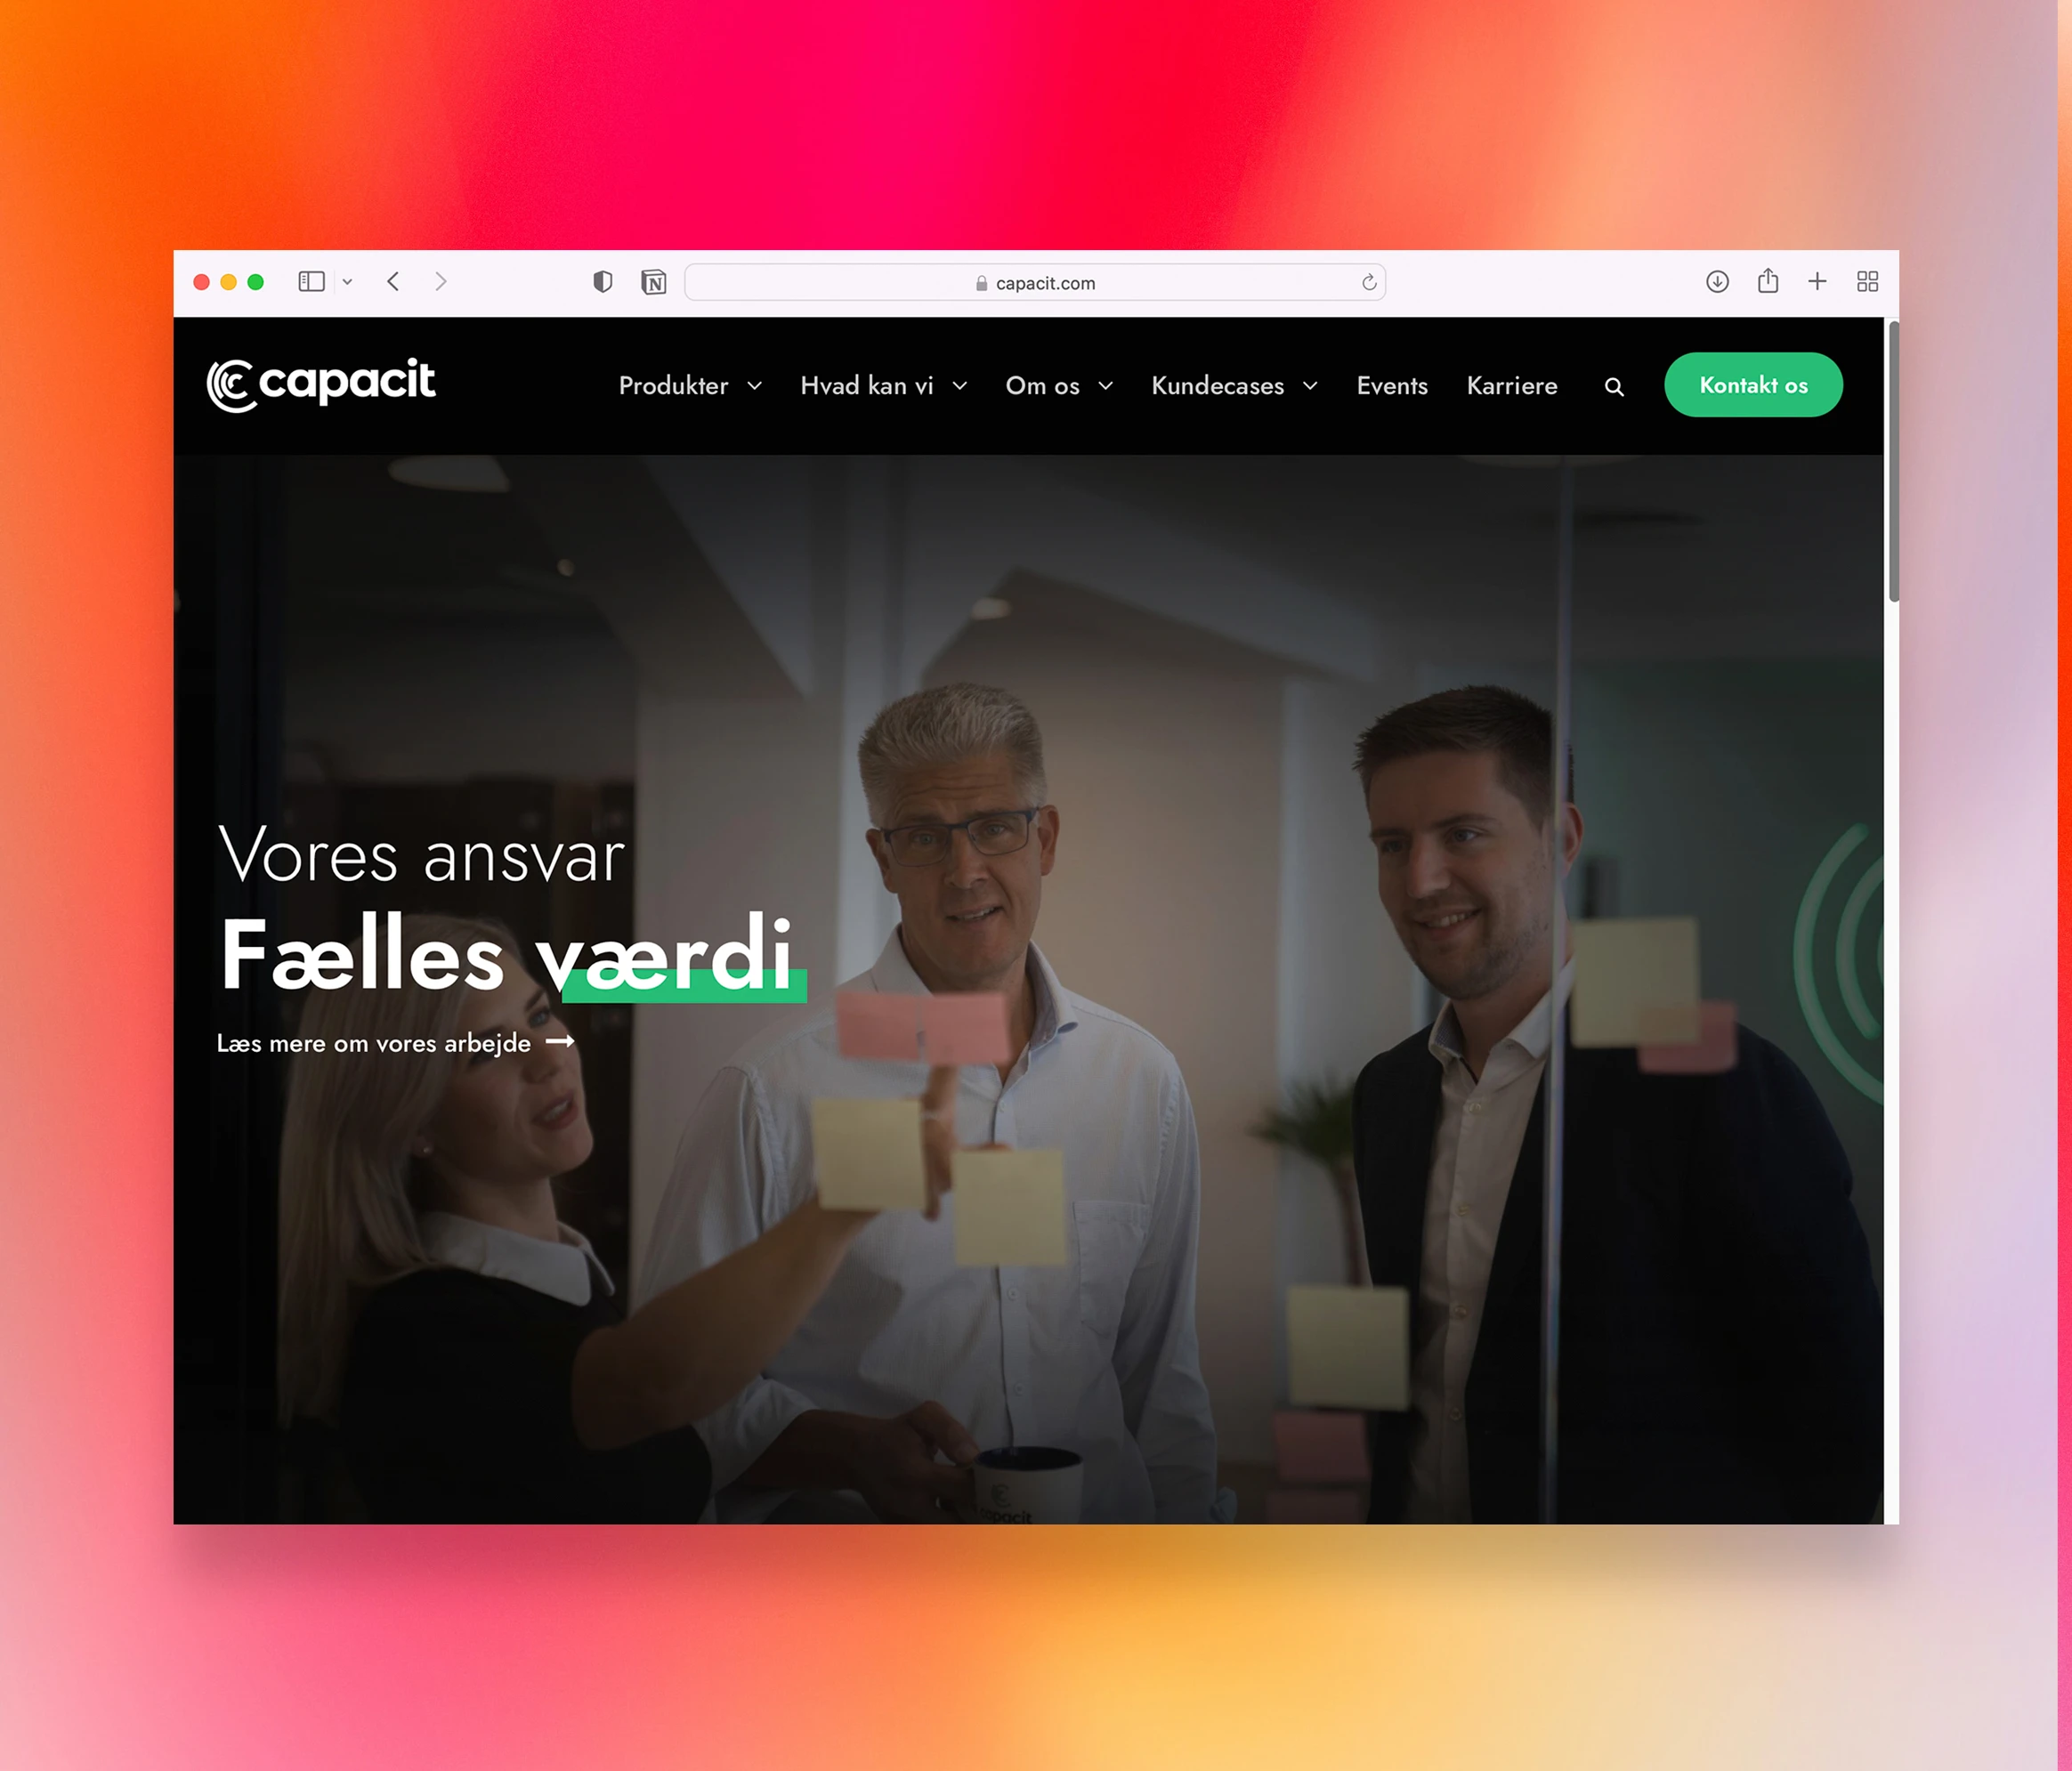 capacit.com
capacit
Produkter Hvad kan vi Om os Kundecases Events Karriere Kontakt os
Vores ansvar
Fælles værdi
Læs mere om vores arbejde
capacit